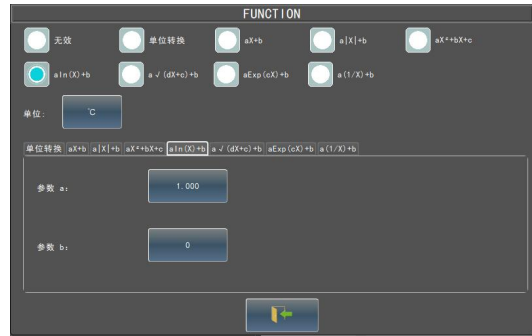 FUNCTION
无效 单位转换 aX+b a|X|+b aX²+bX+c
aln(X)+b a√(dX+c)+b aExp(cX)+b a(1/X)+b
单位: ℃
单位转换 aX+b a|X|+b aX²+bX+c aln(X)+b a√(dX+c)+b aExp(cX)+b a(1/X)+b
参数 a: 1.000
参数 b: 0